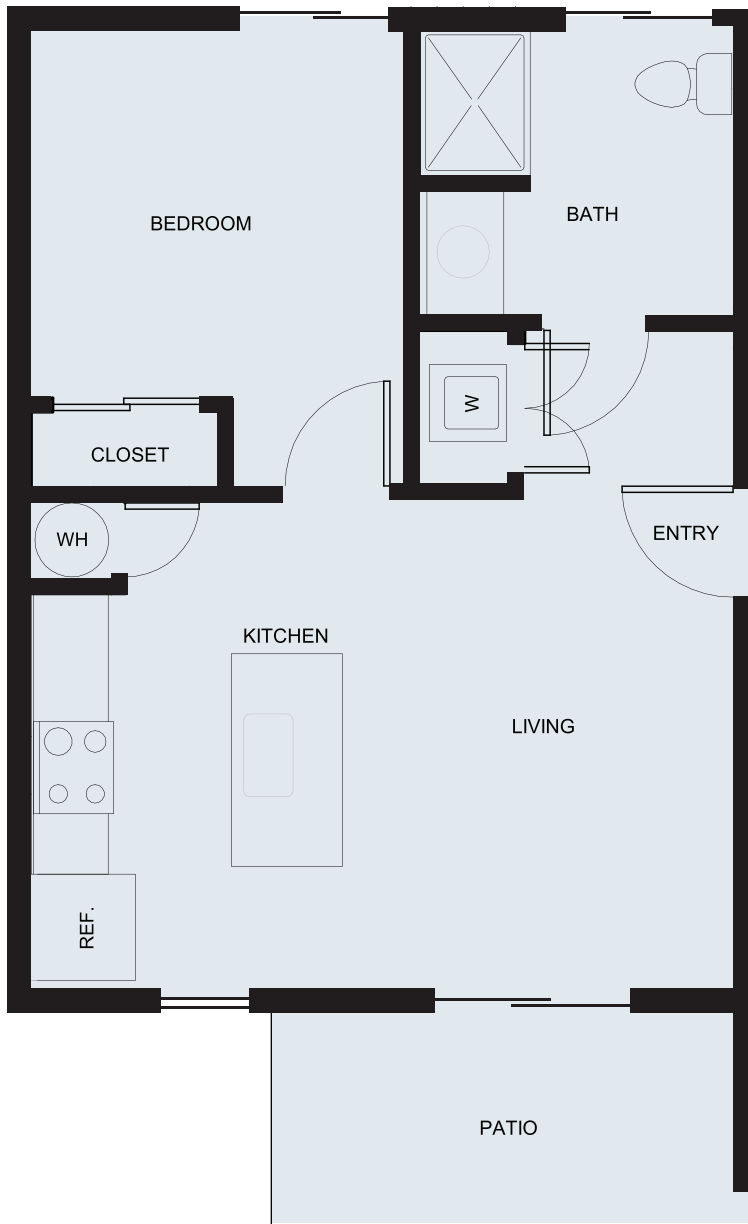 BEDROOM
BATH
W
CLOSET
ENTRY
WH
KITCHEN
LIVING
REF.
PATIO